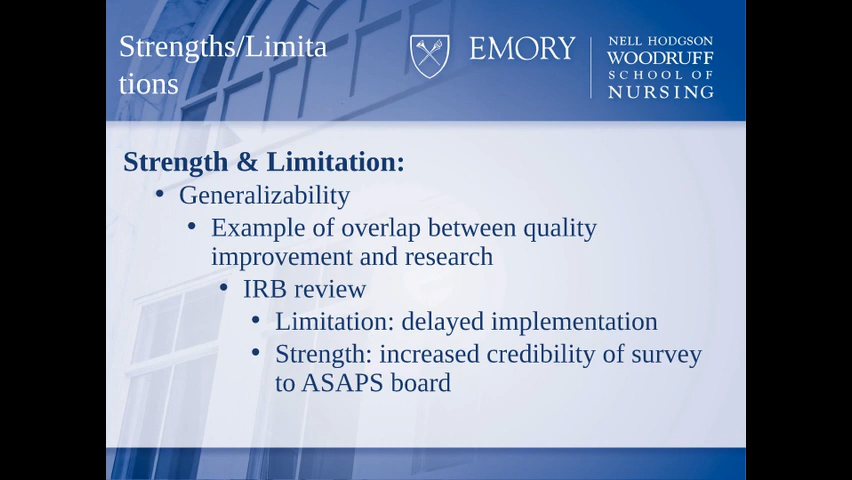 Strengths/Limita
tions
EMORY
NELL HODGSON
WOODRUFF
SCHOOL OF
NURSING
Strength & Limitation:
• Generalizability
• Example of overlap between quality
improvement and research
• IRB review
• Limitation: delayed implementation
• Strength: increased credibility of survey
to ASAPS board